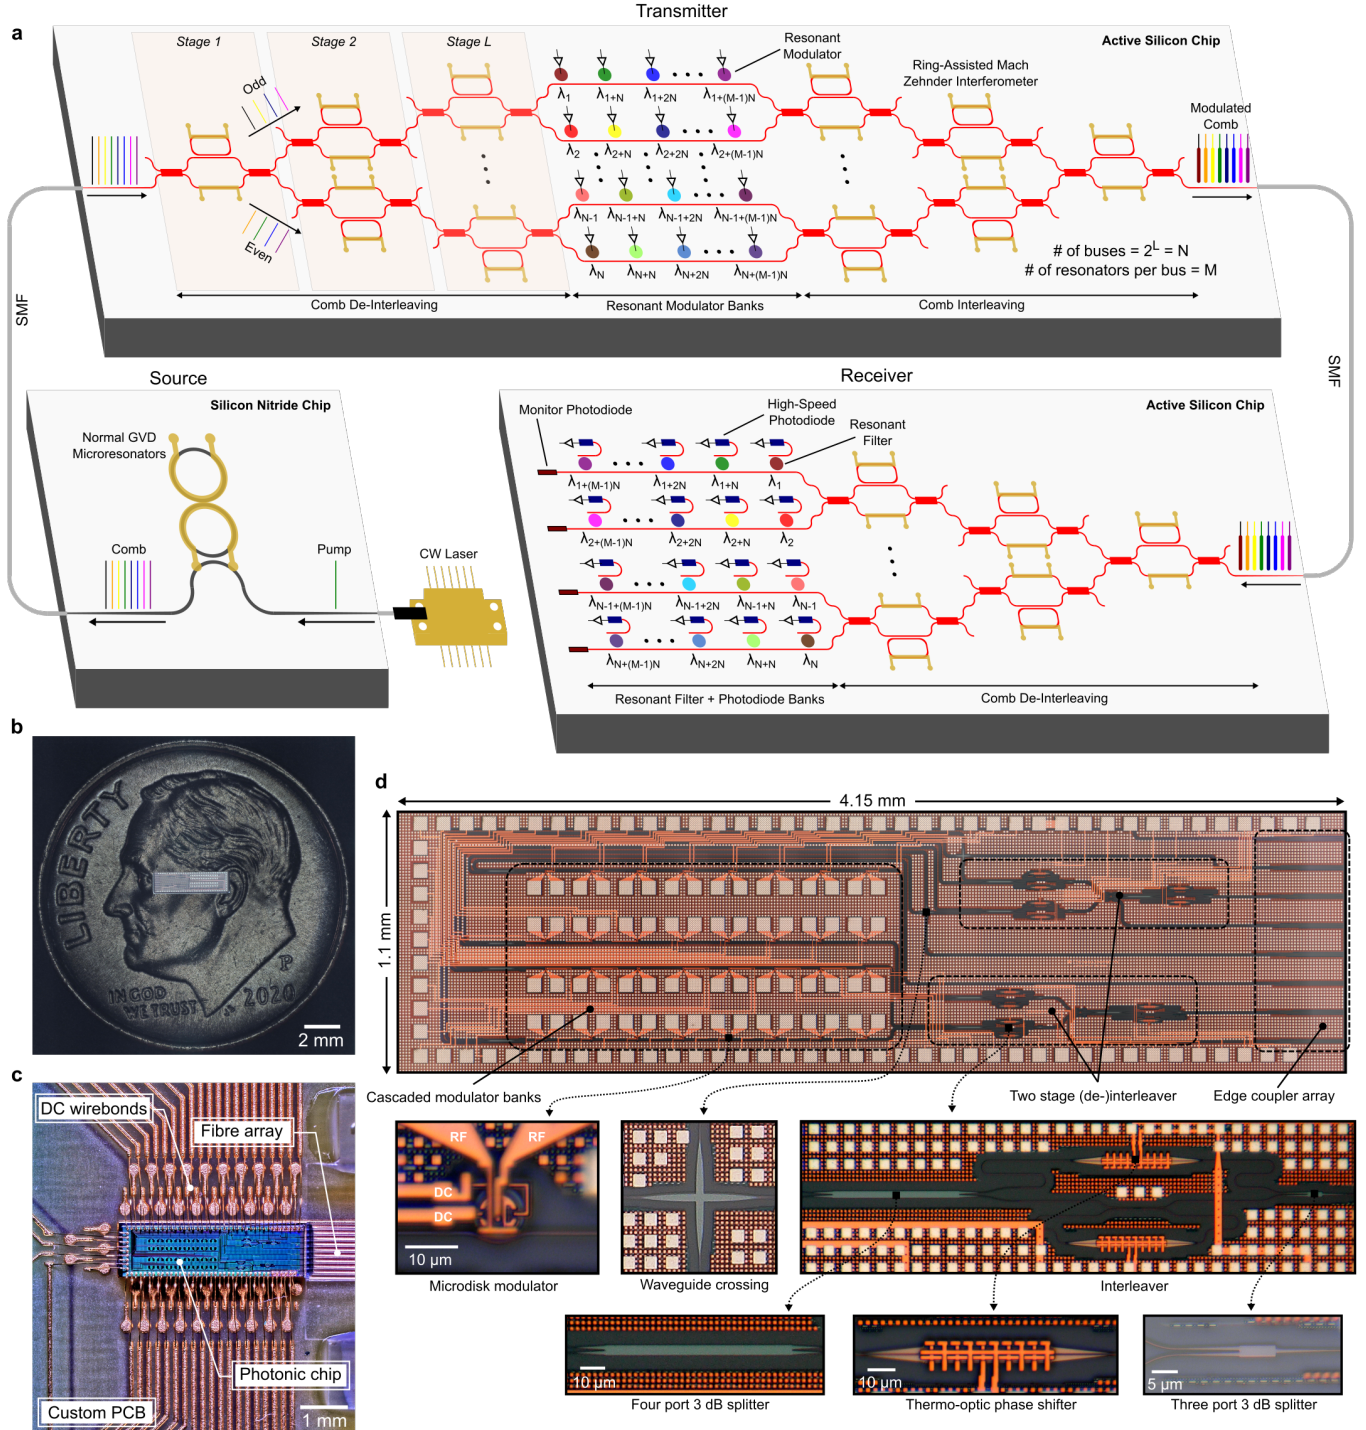 Transmitter
a
Stage 1
Stage 2
Stage L
Resonant
Modulator
Active Silicon Chip
Ring-Assisted Mach
Zehnder Interferometer
Modulated
Comb
Odd
Even
λ1 λ1+N λ1+2N λ1+(M-1)N
λ2 λ2+N λ2+2N λ2+(M-1)N
λN-1 λN-1+N λN-1+2N λN-1+(M-1)N
λN λN+N λN+2N λN+(M-1)N
# of buses = 2^L = N
# of resonators per bus = M
Comb De-Interleaving
Resonant Modulator Banks
Comb Interleaving
SMF
SMF
Source
Silicon Nitride Chip
Normal GVD
Microresonators
Comb
Pump
CW Laser
Receiver
Active Silicon Chip
Monitor Photodiode
High-Speed
Photodiode
Resonant
Filter
λ1+(M-1)N λ1+2N λ1+N λ1
λ2+(M-1)N λ2+2N λ2+N λ2
λN-1+(M-1)N λN-1+2N λN-1+N λN-1
λN+(M-1)N λN+2N λN+N λN
Resonant Filter + Photodiode Banks
Comb De-Interleaving
b
LIBERTY
IN GOD
WE TRUST
P
2020
2 mm
c
DC wirebonds
Fibre array
Photonic chip
Custom PCB
1 mm
d
4.15 mm
1.1 mm
Cascaded modulator banks
Two stage (de-)interleaver
Edge coupler array
RF RF
DC
DC
10 µm
Microdisk modulator
Waveguide crossing
Interleaver
10 µm
Four port 3 dB splitter
10 µm
Thermo-optic phase shifter
5 µm
Three port 3 dB splitter